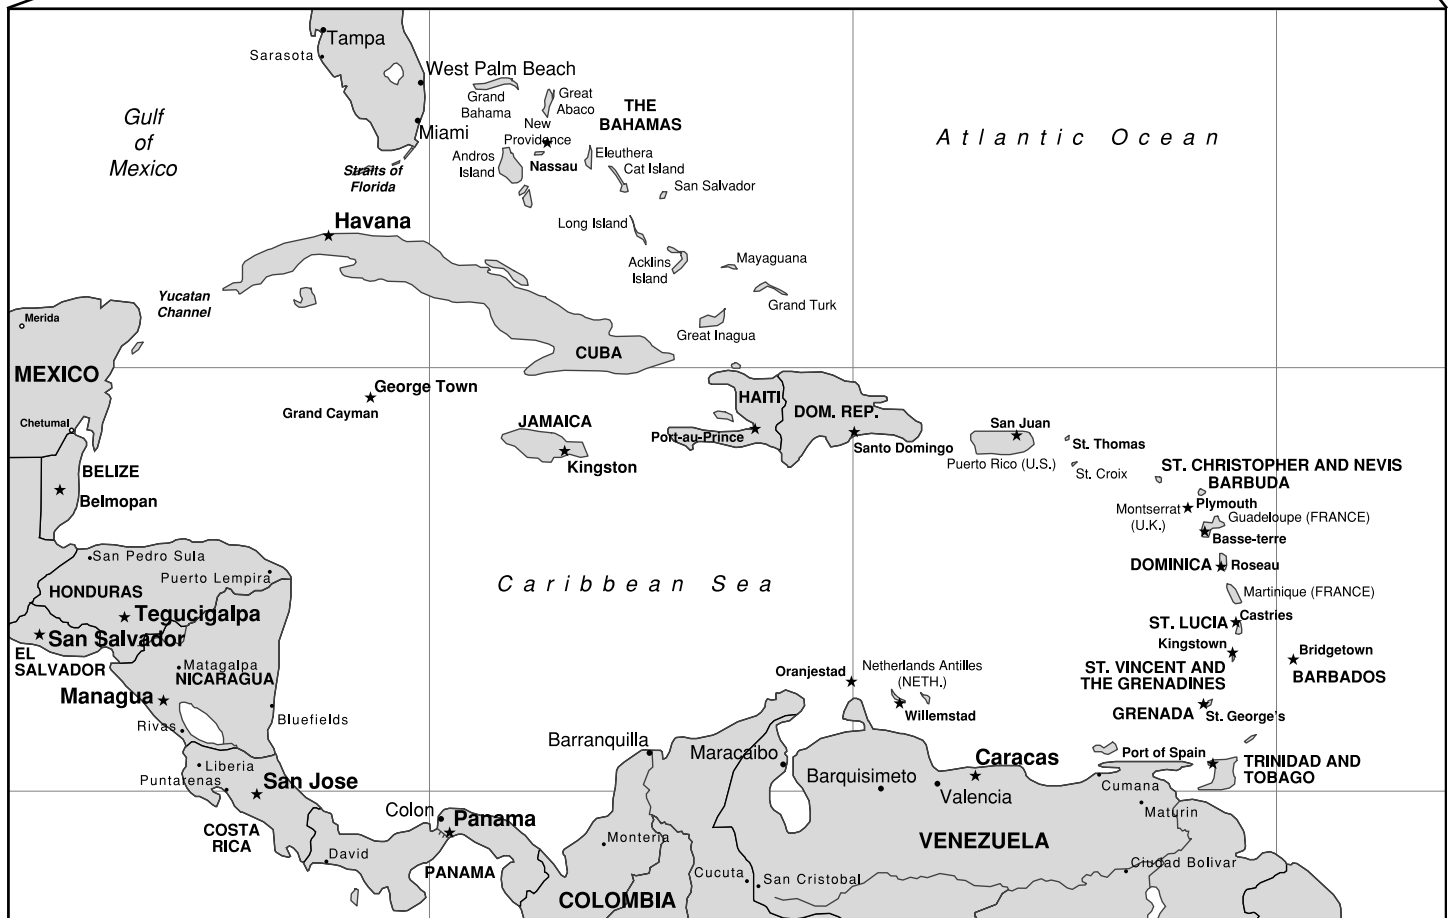 Tampa
Sarasota
West Palm Beach
Grand
Bahama
Great
Abaco
THE
BAHAMAS
Gulf
of
Mexico
Atlantic Ocean
Miami
New
Providence
Nassau
Andros
Island
Eleuthera
Cat Island
San Salvador
Straits of
Florida
Havana
Long Island
Acklins
Island
Mayaguana
Grand Turk
Great Inagua
Yucatan
Channel
Merida
MEXICO
CUBA
George Town
Grand Cayman
Chetumal
JAMAICA
Kingston
HAITI
DOM. REP.
Port-au-Prince
Santo Domingo
San Juan
Puerto Rico (U.S.)
St. Thomas
St. Croix
ST. CHRISTOPHER AND NEVIS
BARBUDA
BELIZE
Belmopan
Montserrat
(U.K.)
Plymouth
Guadeloupe (FRANCE)
Basse-terre
San Pedro Sula
Puerto Lempira
HONDURAS
Tegucigalpa
Caribbean Sea
DOMINICA
Roseau
Martinique (FRANCE)
Castries
ST. LUCIA
San Salvador
EL
SALVADOR
Kingstown
Bridgetown
BARBADOS
ST. VINCENT AND
THE GRENADINES
Matagalpa
NICARAGUA
Managua
Oranjestad
Netherlands Antilles
(NETH.)
Willemstad
GRENADA
St. George's
Rivas
Bluefields
Barranquilla
Maracaibo
Caracas
Port of Spain
TRINIDAD AND
TOBAGO
Liberia
Puntarenas
San Jose
Barquisimeto
Valencia
Cumana
Maturin
Colon
Panama
COSTA
RICA
David
PANAMA
Monteria
VENEZUELA
Cucuta
San Cristobal
Ciudad Bolivar
COLOMBIA